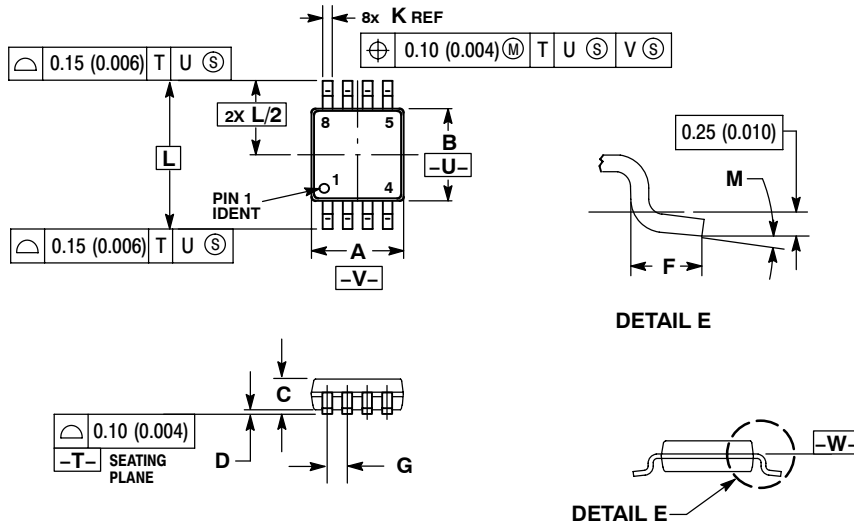 8x K REF
⌖ 0.10 (0.004) Ⓜ T U Ⓢ V Ⓢ
⌓ 0.15 (0.006) T U Ⓢ
2X L/2
L
8 5
B
-U-
PIN 1
IDENT
1
4
⌓ 0.15 (0.006) T U Ⓢ
A
-V-
0.25 (0.010)
M
F
DETAIL E
C
⌓ 0.10 (0.004)
-T- SEATING
PLANE
D
G
-W-
DETAIL E